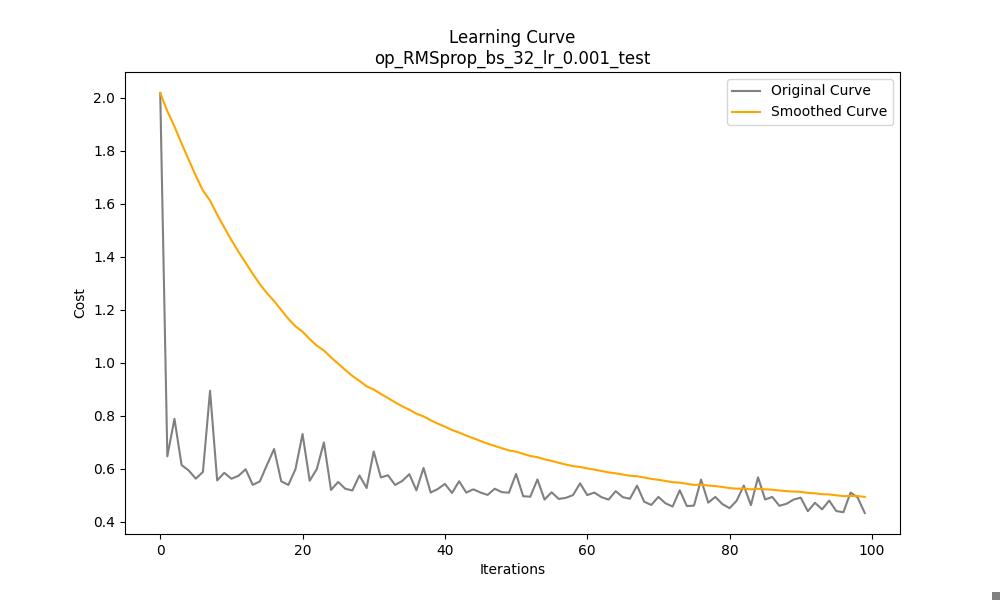 Learning Curve
op_RMSprop_bs_32_lr_0.001_test
Original Curve
Smoothed Curve
2.0
1.8
1.6
1.4
1.2
1.0
0.8
0.6
0.4
Cost
0
20
40
60
80
100
Iterations